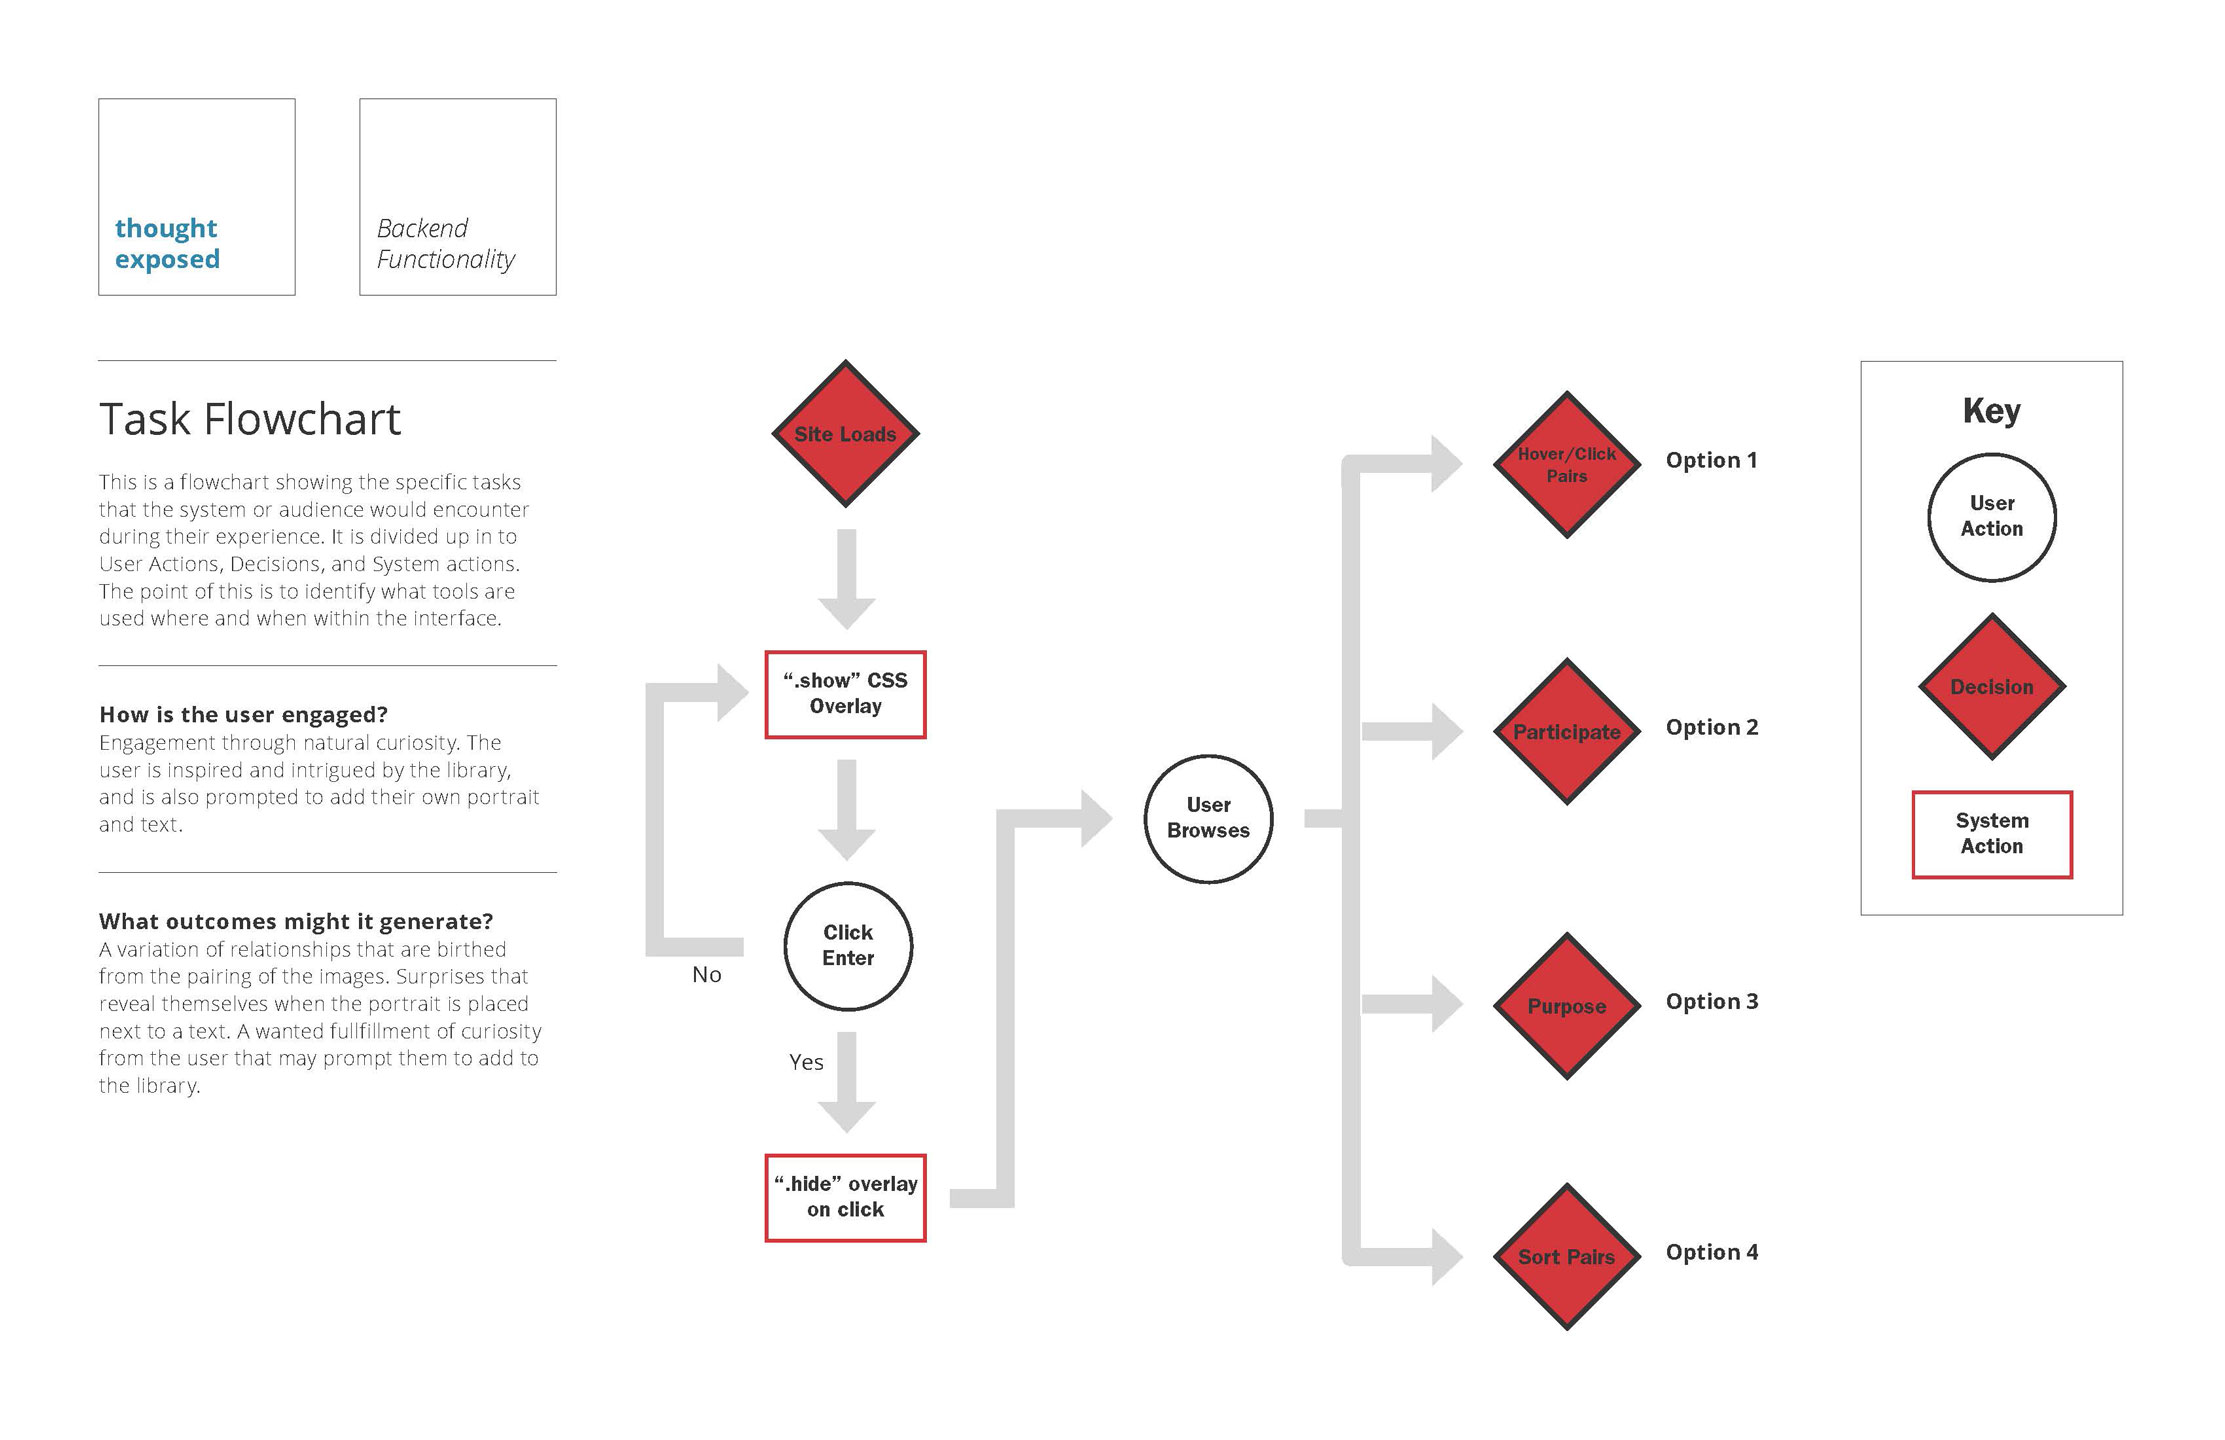 thought
exposed
Backend
Functionality
Task Flowchart
This is a flowchart showing the specific tasks
that the system or audience would encounter
during their experience. It is divided up in to
User Actions, Decisions, and System actions.
The point of this is to identify what tools are
used where and when within the interface.
How is the user engaged?
Engagement through natural curiosity. The
user is inspired and intrigued by the library,
and is also prompted to add their own portrait
and text.
What outcomes might it generate?
A variation of relationships that are birthed
from the pairing of the images. Surprises that
reveal themselves when the portrait is placed
next to a text. A wanted fullfillment of curiosity
from the user that may prompt them to add to
the library.
Site Loads
“.show” CSS
Overlay
Click
Enter
No
Yes
“.hide” overlay
on click
User
Browses
Hover/Click
Pairs
Option 1
Participate
Option 2
Purpose
Option 3
Sort Pairs
Option 4
Key
User
Action
Decision
System
Action